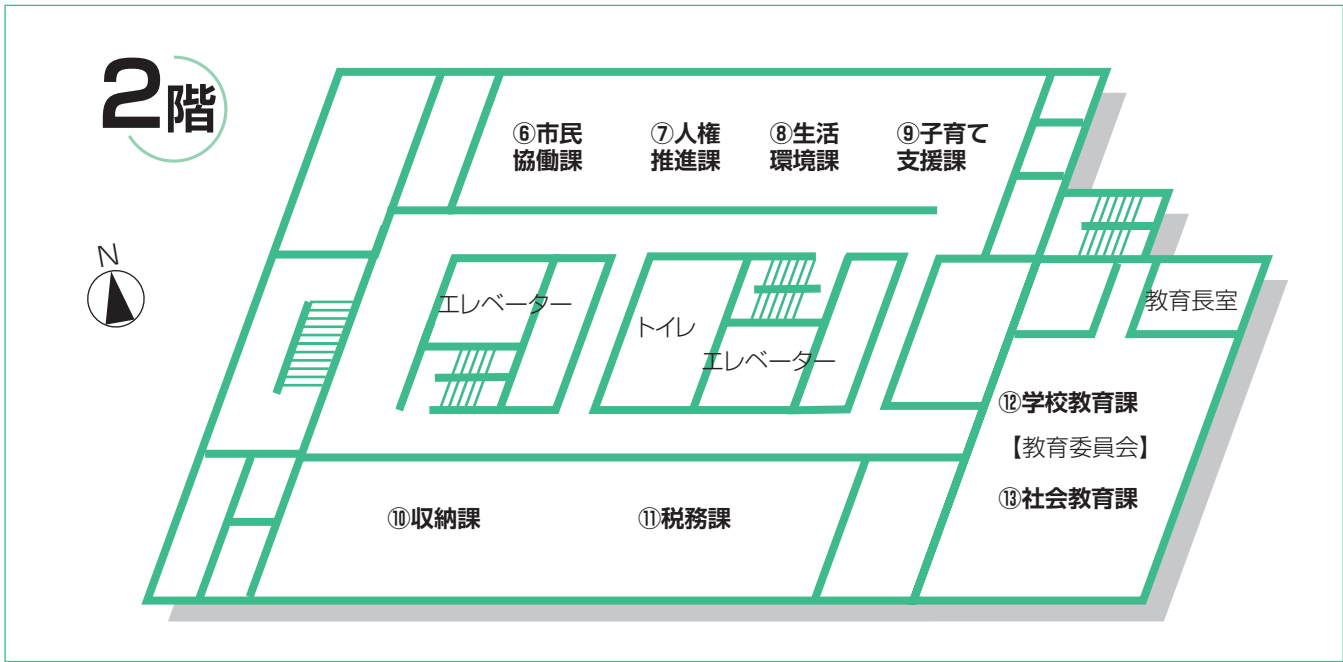 2階
⑥市民
協働課
⑦人権
推進課
⑧生活
環境課
⑨子育て
支援課
N
エレベーター
トイレ
エレベーター
教育長室
⑫学校教育課
【教育委員会】
⑬社会教育課
⑩収納課
⑪税務課